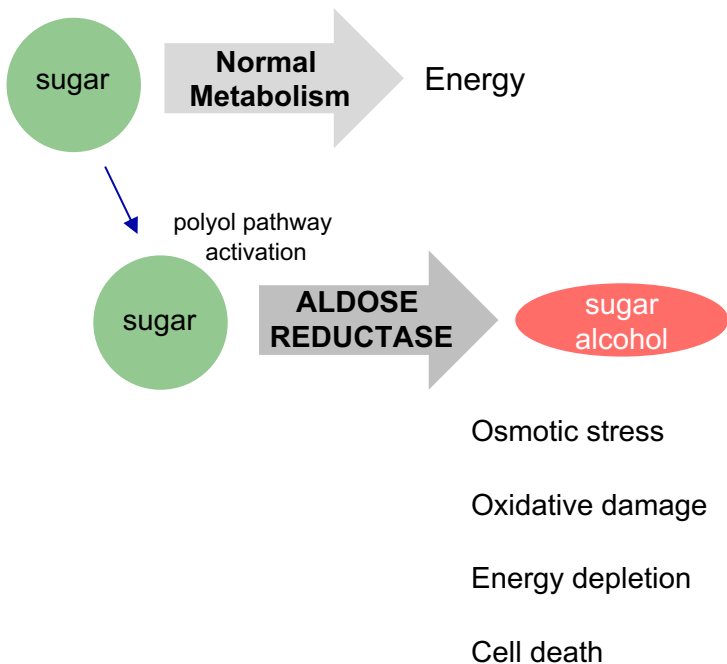 sugar
Normal
Metabolism
Energy
polyol pathway
activation
sugar
ALDOSE
REDUCTASE
sugar
alcohol
Osmotic stress
Oxidative damage
Energy depletion
Cell death